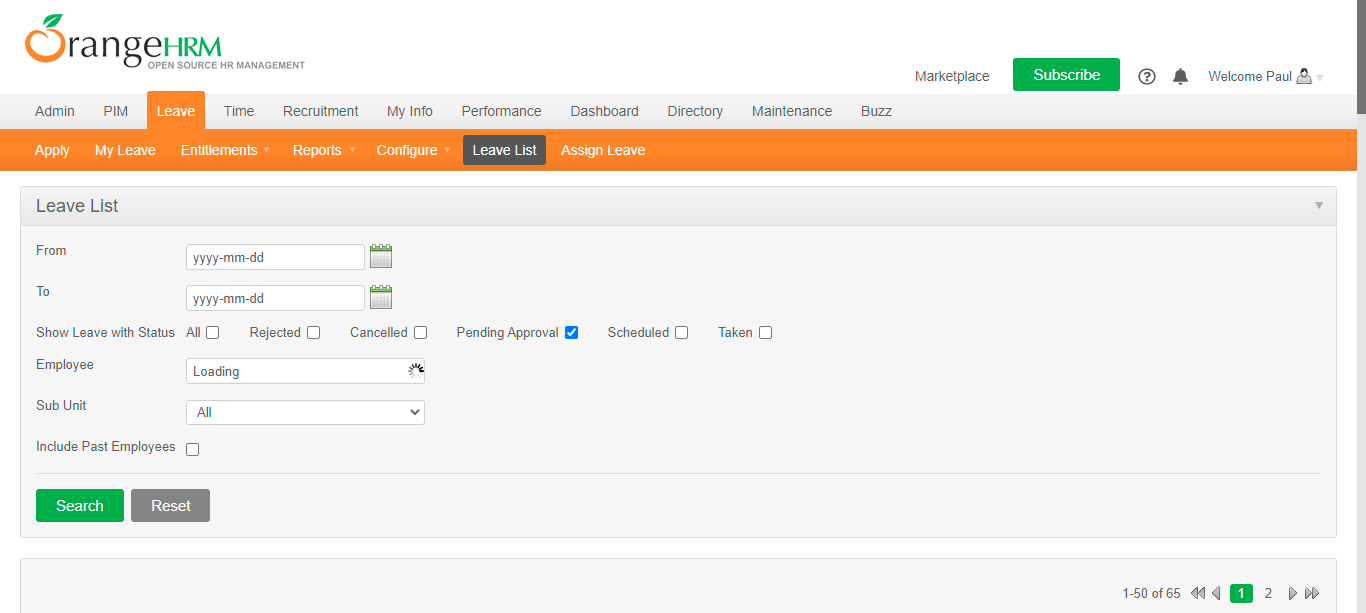 OrangeHRM
OPEN SOURCE HR MANAGEMENT
Marketplace Subscribe ? Welcome Paul
Admin PIM Leave Time Recruitment My Info Performance Dashboard Directory Maintenance Buzz
Apply My Leave Entitlements Reports Configure Leave List Assign Leave
Leave List
From yyyy-mm-dd
To yyyy-mm-dd
Show Leave with Status All Rejected Cancelled Pending Approval Scheduled Taken
Employee Loading
Sub Unit All
Include Past Employees
Search Reset
1-50 of 65 1 2